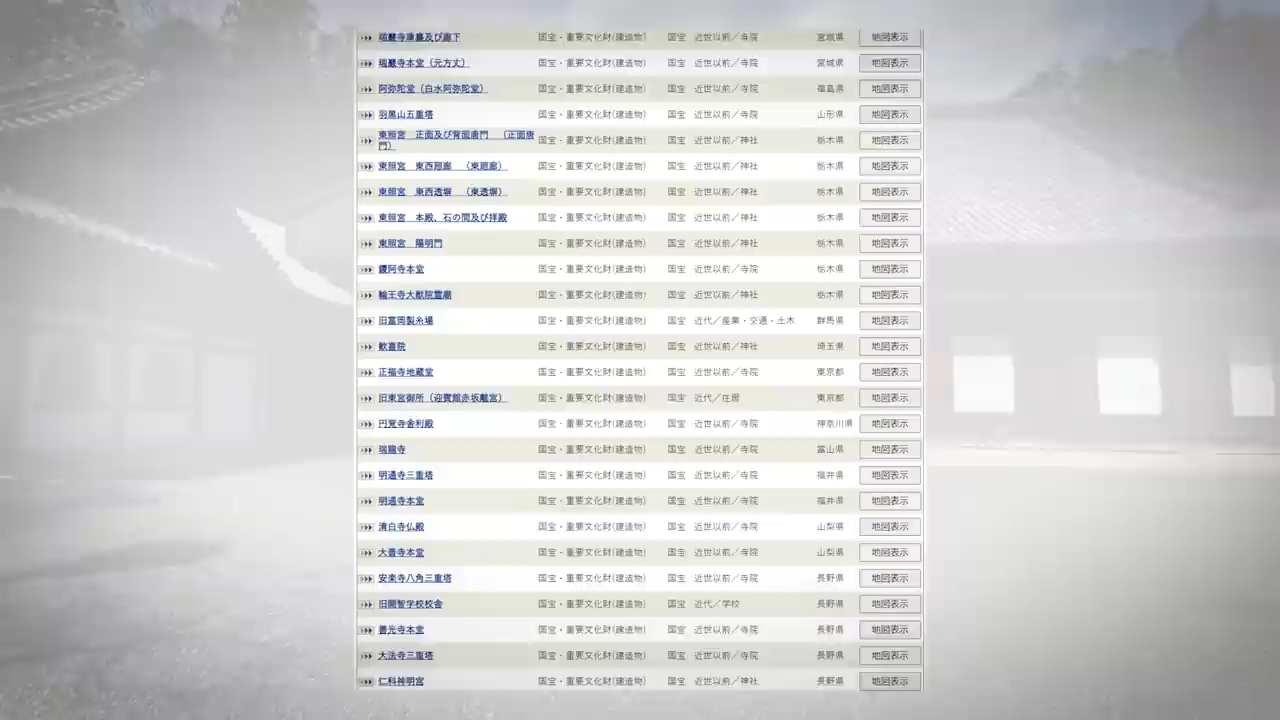 瑞巖寺庫裏及び廊下 国宝・重要文化財(建造物) 国宝 近世以前／寺院 宮城県 地図表示
瑞巖寺本堂（元方丈） 国宝・重要文化財(建造物) 国宝 近世以前／寺院 宮城県 地図表示
阿弥陀堂（白水阿弥陀堂） 国宝・重要文化財(建造物) 国宝 近世以前／寺院 福島県 地図表示
羽黒山五重塔 国宝・重要文化財(建造物) 国宝 近世以前／寺院 山形県 地図表示
東照宮 正面及び背面唐門 （正面唐 国宝・重要文化財(建造物) 国宝 近世以前／神社 栃木県 地図表示
門）
東照宮 東西廻廊 （東廻廊） 国宝・重要文化財(建造物) 国宝 近世以前／神社 栃木県 地図表示
東照宮 東西透塀 （東透塀） 国宝・重要文化財(建造物) 国宝 近世以前／神社 栃木県 地図表示
東照宮 本殿、石の間及び拝殿 国宝・重要文化財(建造物) 国宝 近世以前／神社 栃木県 地図表示
東照宮 陽明門 国宝・重要文化財(建造物) 国宝 近世以前／神社 栃木県 地図表示
鑁阿寺本堂 国宝・重要文化財(建造物) 国宝 近世以前／寺院 栃木県 地図表示
輪王寺大猷院霊廟 国宝・重要文化財(建造物) 国宝 近世以前／神社 栃木県 地図表示
旧富岡製糸場 国宝・重要文化財(建造物) 国宝 近代／産業・交通・土木 群馬県 地図表示
歓喜院 国宝・重要文化財(建造物) 国宝 近世以前／神社 埼玉県 地図表示
正福寺地蔵堂 国宝・重要文化財(建造物) 国宝 近世以前／寺院 東京都 地図表示
旧東宮御所（迎賓館赤坂離宮） 国宝・重要文化財(建造物) 国宝 近代／住居 東京都 地図表示
円覚寺舎利殿 国宝・重要文化財(建造物) 国宝 近世以前／寺院 神奈川県 地図表示
瑞龍寺 国宝・重要文化財(建造物) 国宝 近世以前／寺院 富山県 地図表示
明通寺三重塔 国宝・重要文化財(建造物) 国宝 近世以前／寺院 福井県 地図表示
明通寺本堂 国宝・重要文化財(建造物) 国宝 近世以前／寺院 福井県 地図表示
清白寺仏殿 国宝・重要文化財(建造物) 国宝 近世以前／寺院 山梨県 地図表示
大善寺本堂 国宝・重要文化財(建造物) 国宝 近世以前／寺院 山梨県 地図表示
安楽寺八角三重塔 国宝・重要文化財(建造物) 国宝 近世以前／寺院 長野県 地図表示
旧開智学校校舎 国宝・重要文化財(建造物) 国宝 近代／学校 長野県 地図表示
善光寺本堂 国宝・重要文化財(建造物) 国宝 近世以前／寺院 長野県 地図表示
大法寺三重塔 国宝・重要文化財(建造物) 国宝 近世以前／寺院 長野県 地図表示
仁科神明宮 国宝・重要文化財(建造物) 国宝 近世以前／神社 長野県 地図表示